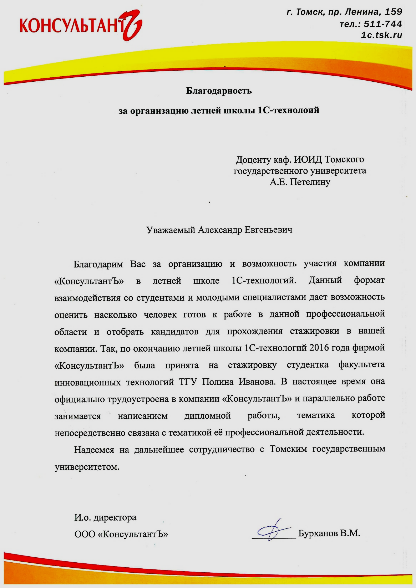 КОНСУЛЬТАНТЪ
г. Томск, пр. Ленина, 159
тел.: 511-744
1c.tsk.ru
Благодарность
за организацию летней школы 1С-технолоий
Доценту каф. ИОИД Томского
государственного университета
А.Е. Петелину
Уважаемый Александр Евгеньевич
Благодарим Вас за организацию и возможность участия компании
«КонсультантЪ» в летней школе 1С-технологий. Данный формат
взаимодействия со студентами и молодыми специалистами дает возможность
оценить насколько человек готов к работе в данной профессиональной
области и отобрать кандидатов для прохождения стажировки в нашей
компании. Так, по окончанию летней школы 1С-технологий 2016 года фирмой
«КонсультантЪ» была принята на стажировку студентка факультета
инновационных технологий ТГУ Полина Иванова. В настоящее время она
официально трудоустроена в компании «КонсультантЪ» и параллельно работе
занимается написанием дипломной работы, тематика которой
непосредственно связана с тематикой её профессиональной деятельности.
Надеемся на дальнейшее сотрудничество с Томским государственным
университетом.
И.о. директора
ООО «КонсультантЪ»
Бурханов В.М.